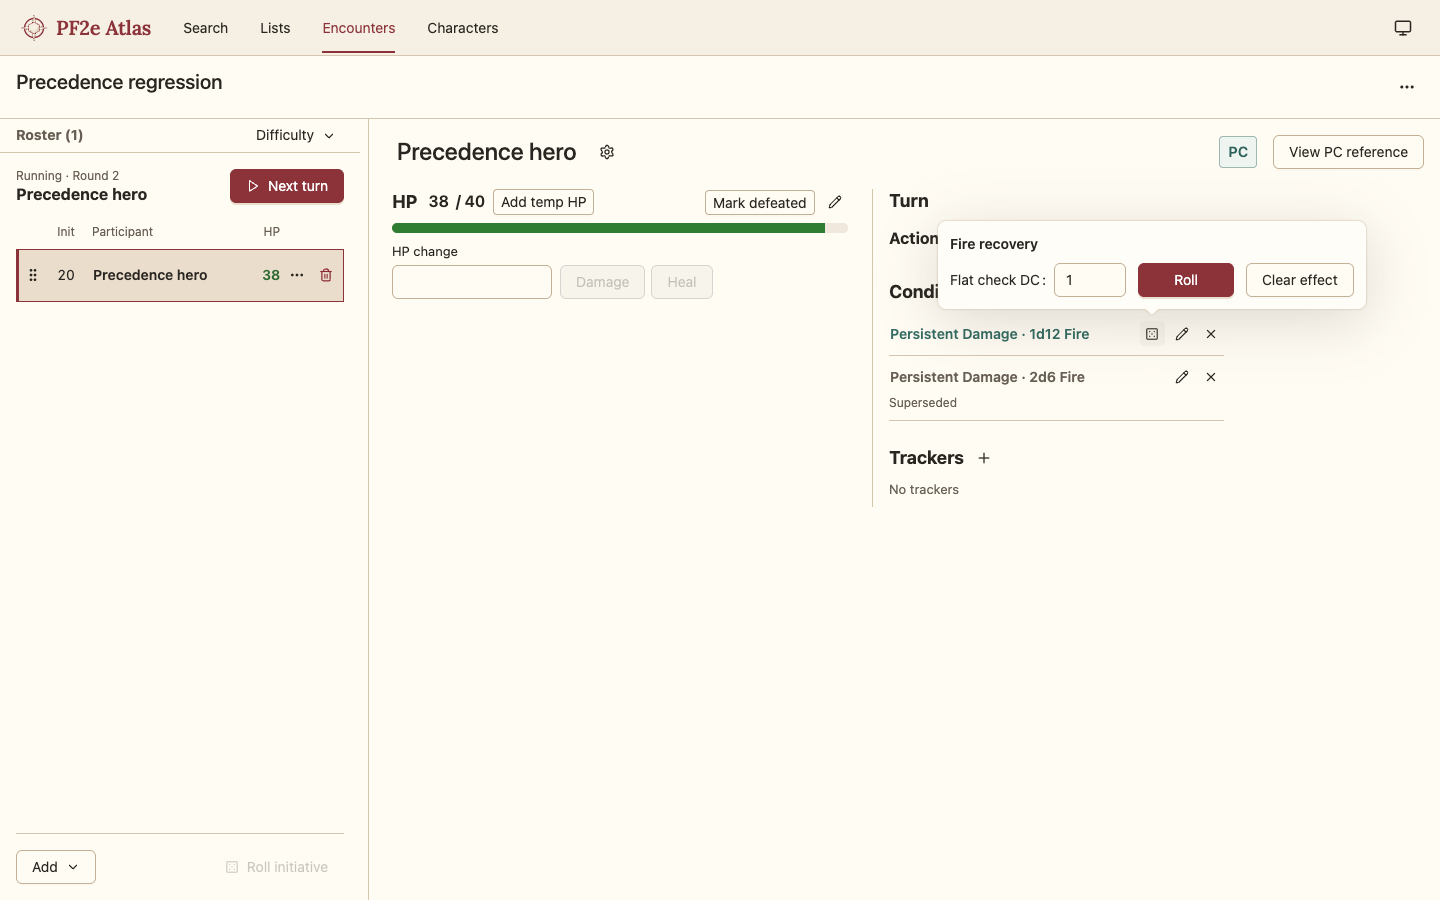 PF2e Atlas
Search
Lists
Encounters
Characters
Precedence regression
Roster (1)
Difficulty
Running · Round 2
Precedence hero
Next turn
Init
Participant
HP
20
Precedence hero
38
Add
Roll initiative
Precedence hero
PC
View PC reference
HP
38 / 40
Add temp HP
Mark defeated
HP change
Damage
Heal
Turn
Action
Fire recovery
Flat check DC:
1
Roll
Clear effect
Condi
Persistent Damage · 1d12 Fire
Persistent Damage · 2d6 Fire
Superseded
Trackers
No trackers